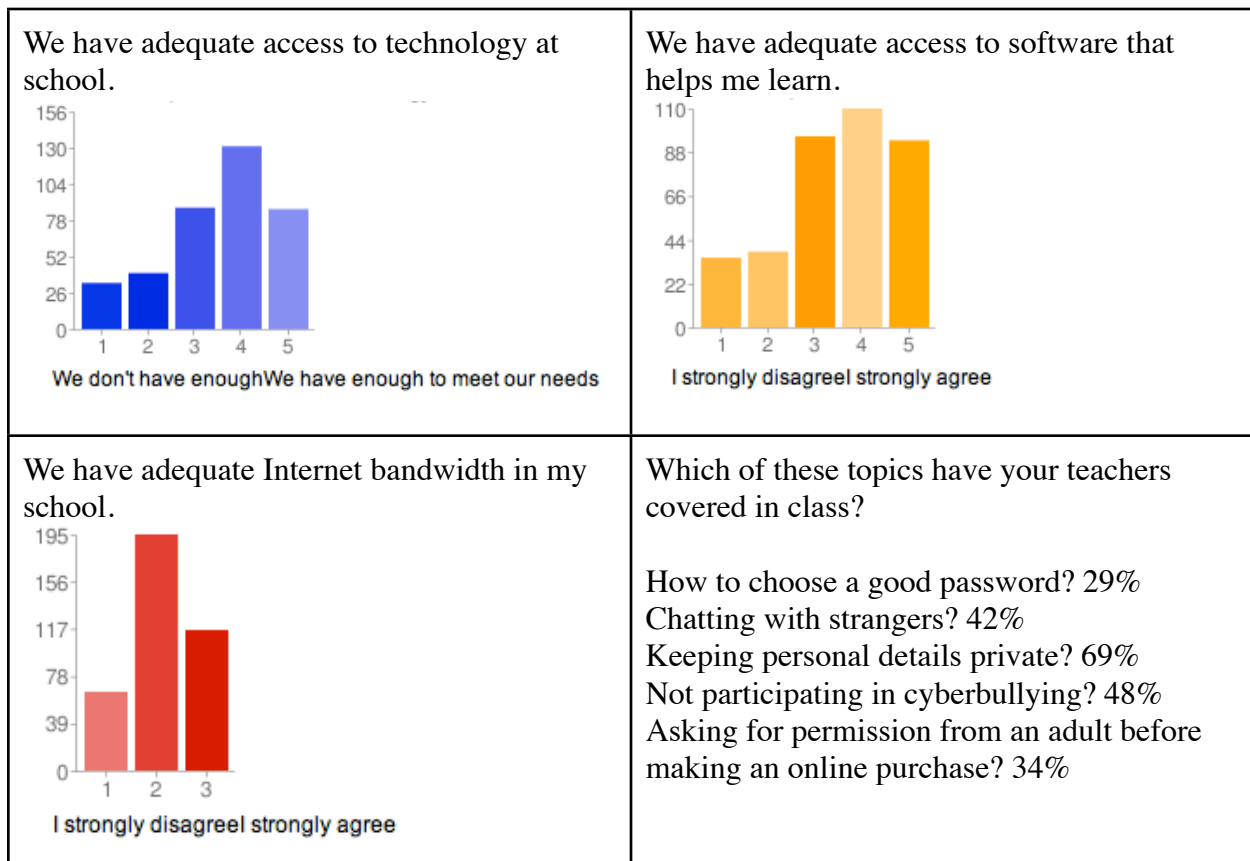 We have adequate access to technology at
school.
156
130
104
78
52
26
0
1 2 3 4 5
We don't have enoughWe have enough to meet our needs
We have adequate access to software that
helps me learn.
110
88
66
44
22
0
1 2 3 4 5
I strongly disagreeI strongly agree
We have adequate Internet bandwidth in my
school.
195
156
117
78
39
0
1 2 3
I strongly disagreeI strongly agree
Which of these topics have your teachers
covered in class?
How to choose a good password? 29%
Chatting with strangers? 42%
Keeping personal details private? 69%
Not participating in cyberbullying? 48%
Asking for permission from an adult before
making an online purchase? 34%